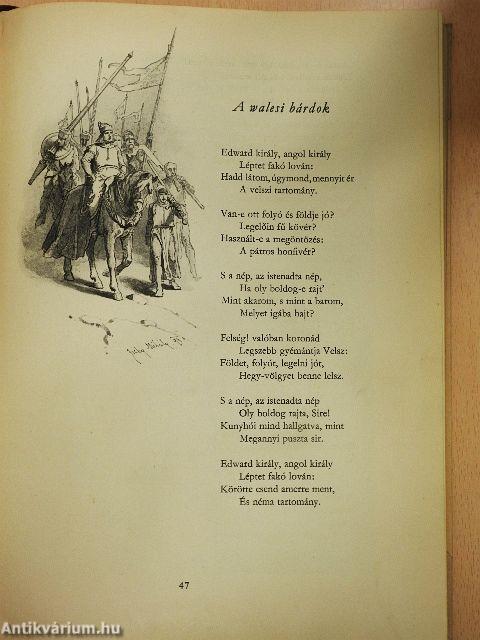 A walesi bárdok
Edward király, angol király
Léptet fakó lován:
Hadd látom, úgymond, mennyit ér
A velszi tartomány.
Van-e ott folyó és földje jó?
Legelőin fű kövér?
Használt-e a megöntözés:
A pártos honfivér?
S a nép, az istenadta nép,
Ha oly boldog-e rajt'
Mint akarom, s mint a barom,
Melyet igába hajt?
Felség! valóban koronád
Legszebb gyémántja Velsz:
Földet, folyót, legelni jót,
Hegy-völgyet benne lelsz.
S a nép, az istenadta nép
Oly boldog rajta, Sire!
Kunyhói mind hallgatva, mint
Megannyi puszta sír.
Edward király, angol király
Léptet fakó lován:
Körötte csend amerre ment,
És néma tartomány.
47
Antikvárium.hu